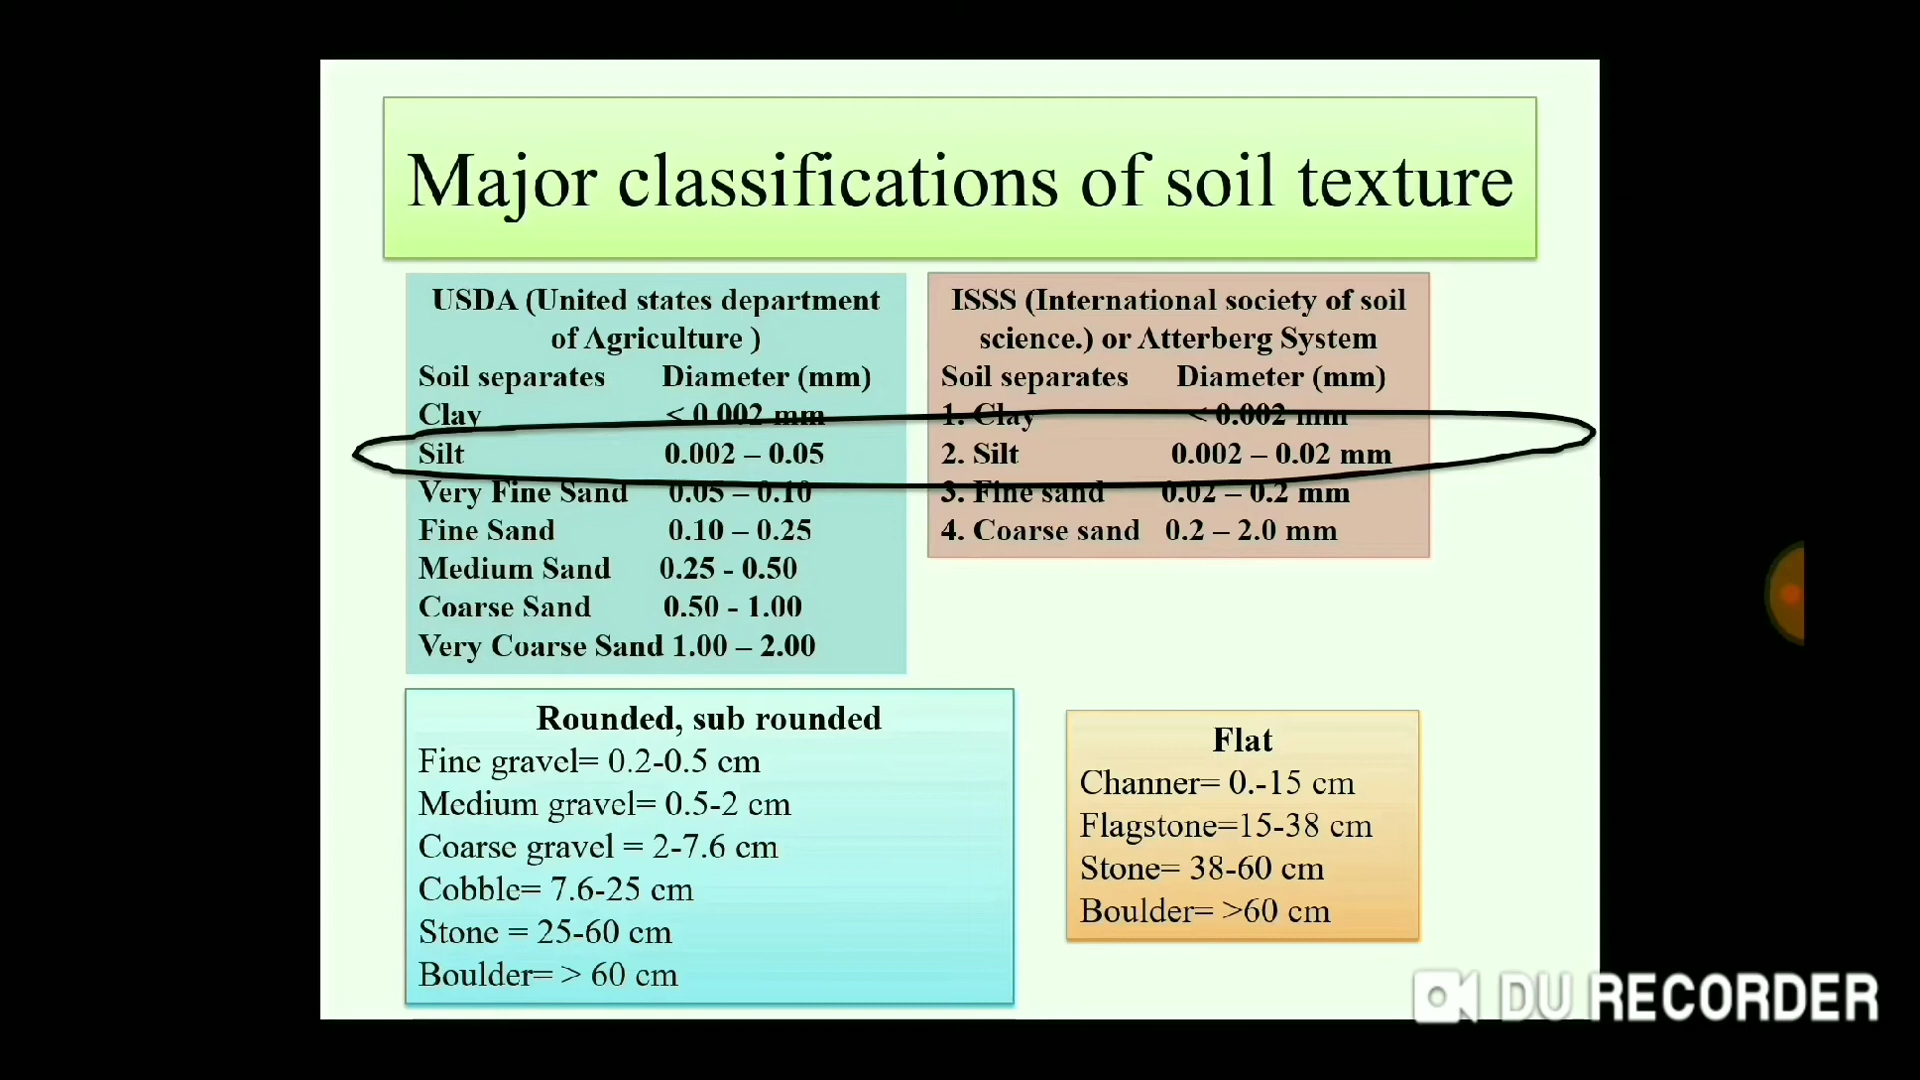 Major classifications of soil texture
USDA (United states department
of Agriculture )
Soil separates Diameter (mm)
Clay < 0.002 mm
Silt 0.002 – 0.05
Very Fine Sand 0.05 – 0.10
Fine Sand 0.10 – 0.25
Medium Sand 0.25 - 0.50
Coarse Sand 0.50 - 1.00
Very Coarse Sand 1.00 – 2.00
ISSS (International society of soil
science.) or Atterberg System
Soil separates Diameter (mm)
1. Clay < 0.002 mm
2. Silt 0.002 – 0.02 mm
3. Fine sand 0.02 – 0.2 mm
4. Coarse sand 0.2 – 2.0 mm
Rounded, sub rounded
Fine gravel= 0.2-0.5 cm
Medium gravel= 0.5-2 cm
Coarse gravel = 2-7.6 cm
Cobble= 7.6-25 cm
Stone = 25-60 cm
Boulder= > 60 cm
Flat
Channer= 0.-15 cm
Flagstone=15-38 cm
Stone= 38-60 cm
Boulder= >60 cm
DU RECORDER